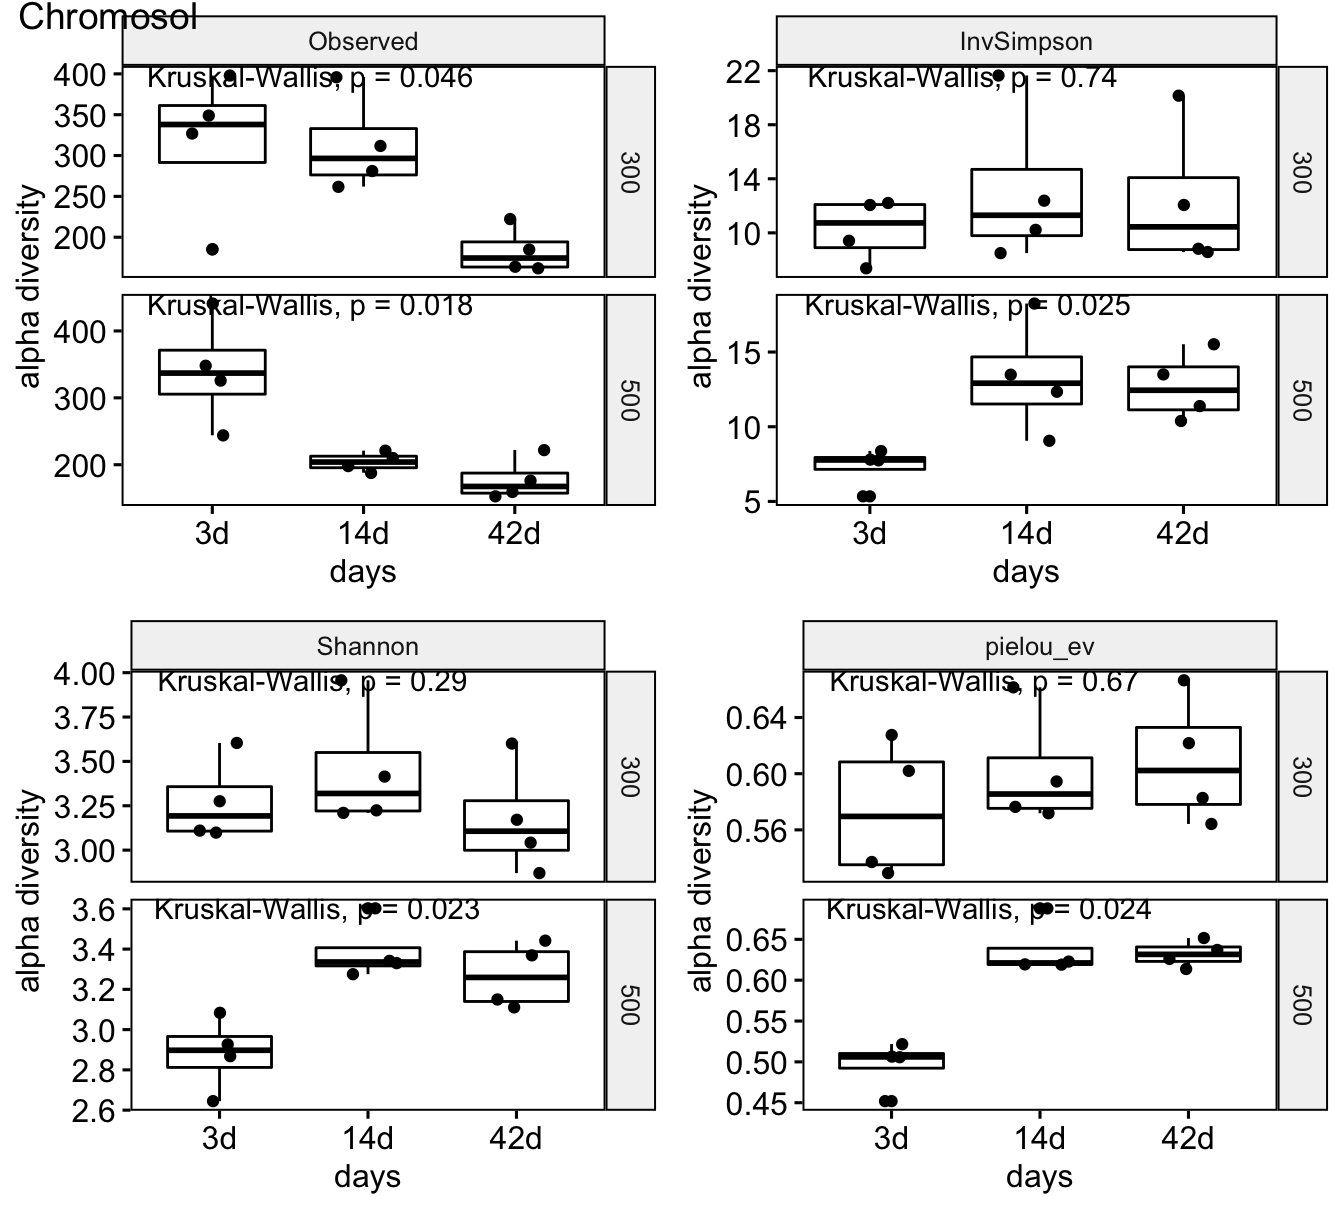 Chromosol
Observed
Kruskal-Wallis, p = 0.046
400
350
300
250
200
300
Kruskal-Wallis, p = 0.018
400
300
200
500
alpha diversity
3d 14d 42d
days
InvSimpson
Kruskal-Wallis, p = 0.74
22
18
14
10
300
Kruskal-Wallis, p = 0.025
15
10
5
500
alpha diversity
3d 14d 42d
days
Shannon
Kruskal-Wallis, p = 0.29
4.00
3.75
3.50
3.25
3.00
300
Kruskal-Wallis, p = 0.023
3.6
3.4
3.2
3.0
2.8
2.6
500
alpha diversity
3d 14d 42d
days
pielou_ev
Kruskal-Wallis, p = 0.67
0.64
0.60
0.56
300
Kruskal-Wallis, p = 0.024
0.65
0.60
0.55
0.50
0.45
500
alpha diversity
3d 14d 42d
days